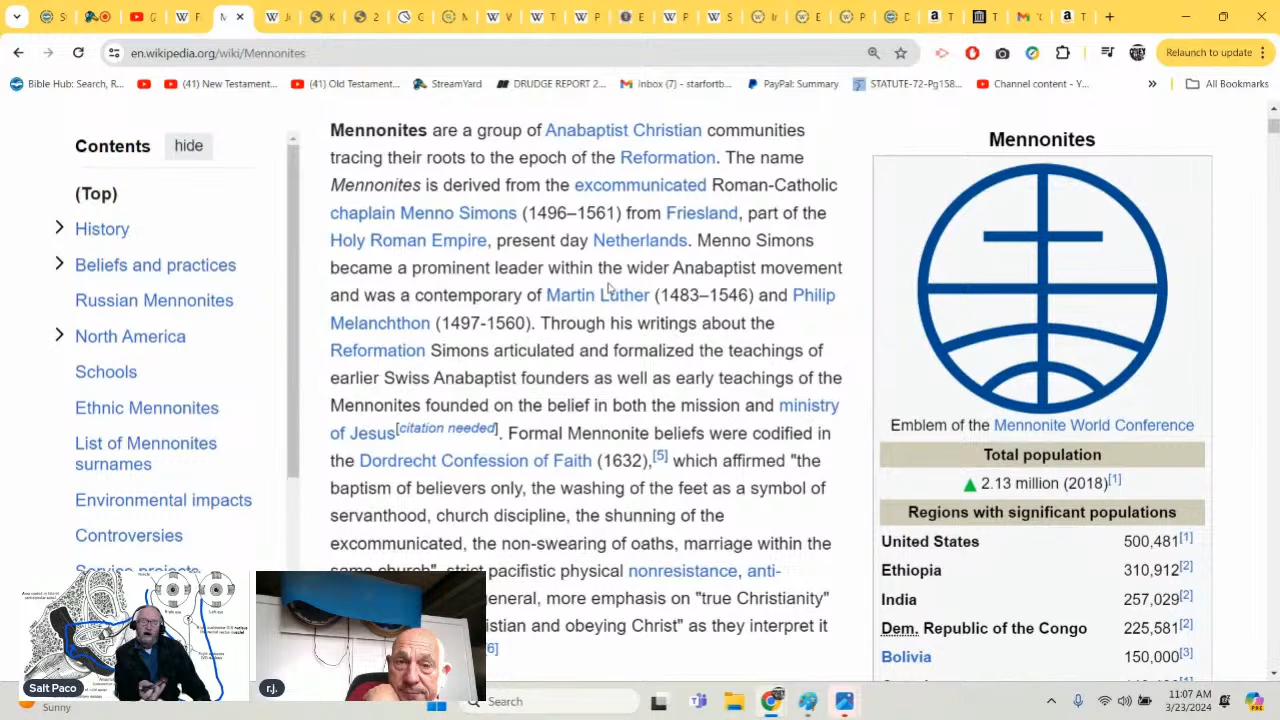 (41) New Testament...
(41) Old Testament...
en.wikipedia.org/wiki/Mennonites
Relaunch to update
Bible Hub: Search, R...
StreamYard
DRUDGE REPORT 2...
Inbox (7) - starfortb...
PayPal: Summary
STATUTE-72-Pg158...
Channel content - Y...
All Bookmarks
Contents
hide
(Top)
History
Beliefs and practices
Russian Mennonites
North America
Schools
Ethnic Mennonites
List of Mennonites
surnames
Environmental impacts
Controversies
Service projects
Mennonites are a group of Anabaptist Christian communities
tracing their roots to the epoch of the Reformation. The name
Mennonites is derived from the excommunicated Roman-Catholic
chaplain Menno Simons (1496–1561) from Friesland, part of the
Holy Roman Empire, present day Netherlands. Menno Simons
became a prominent leader within the wider Anabaptist movement
and was a contemporary of Martin Luther (1483–1546) and Philip
Melanchthon (1497-1560). Through his writings about the
Reformation Simons articulated and formalized the teachings of
earlier Swiss Anabaptist founders as well as early teachings of the
Mennonites founded on the belief in both the mission and ministry
of Jesus[citation needed]. Formal Mennonite beliefs were codified in
the Dordrecht Confession of Faith (1632),[5] which affirmed "the
baptism of believers only, the washing of the feet as a symbol of
servanthood, church discipline, the shunning of the
excommunicated, the non-swearing of oaths, marriage within the
same church", strict pacifistic physical nonresistance, anti-
general, more emphasis on "true Christianity"
and obeying Christ" as they interpret it
[6]
Mennonites
Emblem of the Mennonite World Conference
Total population
▲ 2.13 million (2018)[1]
Regions with significant populations
United States 500,481[1]
Ethiopia 310,912[2]
India 257,029[2]
Dem. Republic of the Congo 225,581[2]
Bolivia 150,000[3]
Salt Paco
r.j.
Sunny
Search
11:07 AM
3/23/2024